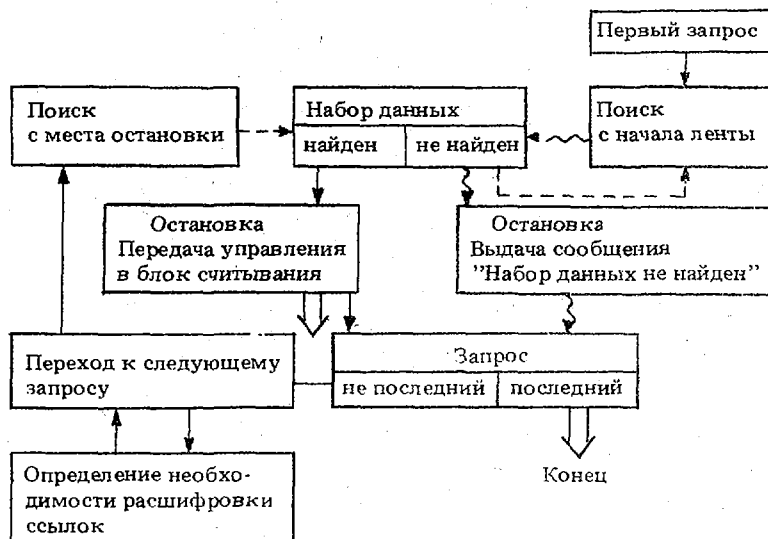 Первый запрос
Поиск
с места остановки
Набор данных
найден
не найден
Поиск
с начала ленты
Остановка
Передача управления
в блок считывания
Остановка
Выдача сообщения
"Набор данных не найден"
Переход к следующему
запросу
Запрос
не последний
последний
Определение необхо-
димости расшифровки
ссылок
Конец